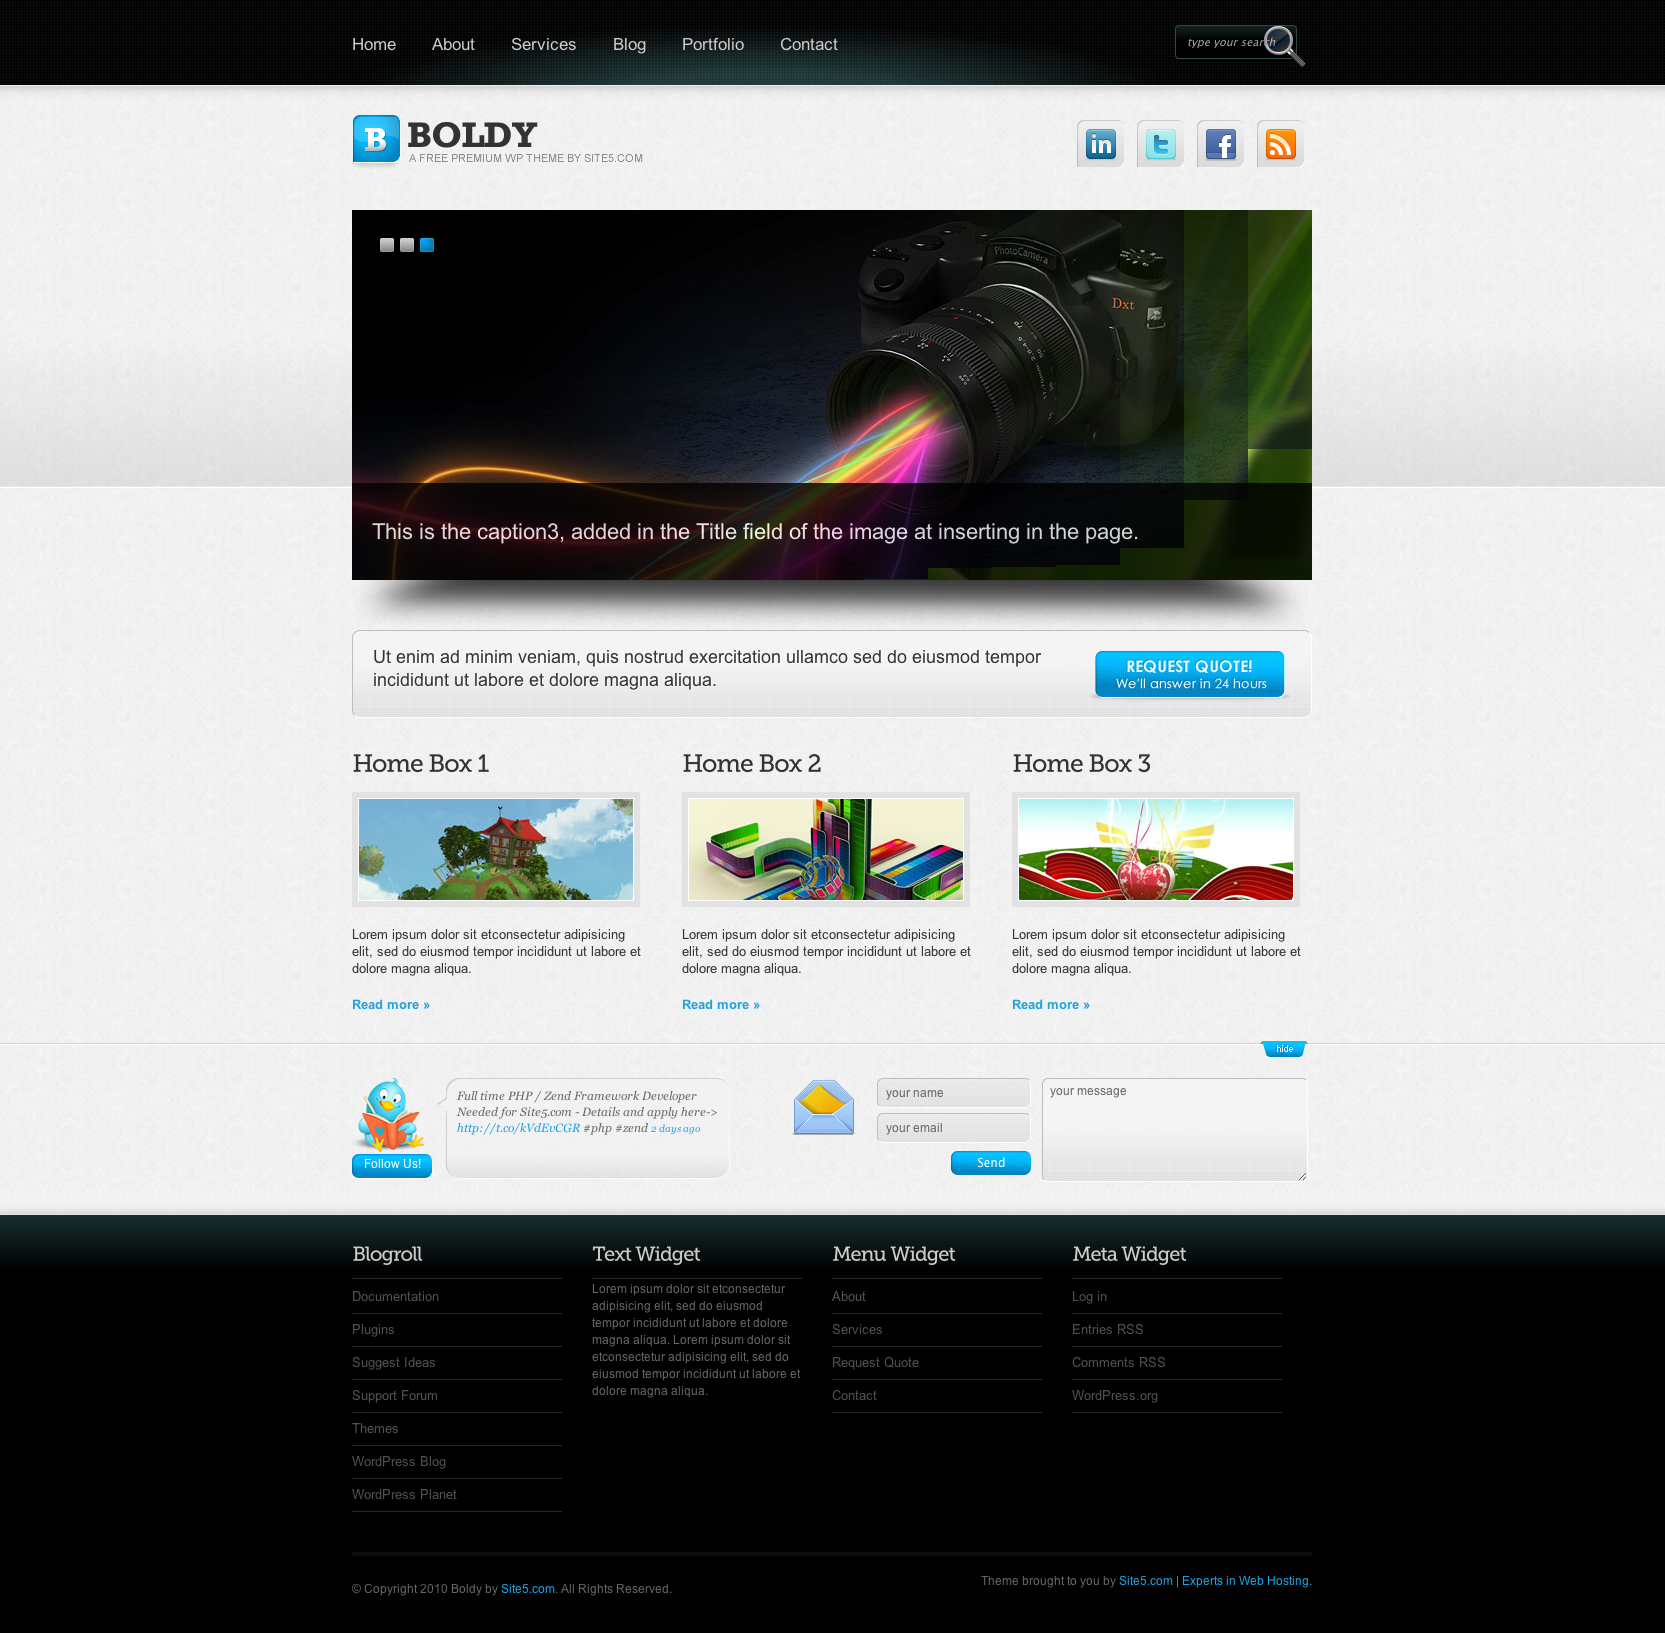 Home About Services Blog Portfolio Contact
type your search
B BOLDY
A FREE PREMIUM WP THEME BY SITE5.COM
in t f
PhotoCamera
Dxt
This is the caption3, added in the Title field of the image at inserting in the page.
Ut enim ad minim veniam, quis nostrud exercitation ullamco sed do eiusmod tempor
incididunt ut labore et dolore magna aliqua.
REQUEST QUOTE!
We'll answer in 24 hours
Home Box 1
Lorem ipsum dolor sit etconsectetur adipisicing
elit, sed do eiusmod tempor incididunt ut labore et
dolore magna aliqua.
Read more »
Home Box 2
Lorem ipsum dolor sit etconsectetur adipisicing
elit, sed do eiusmod tempor incididunt ut labore et
dolore magna aliqua.
Read more »
Home Box 3
Lorem ipsum dolor sit etconsectetur adipisicing
elit, sed do eiusmod tempor incididunt ut labore et
dolore magna aliqua.
Read more »
hide
Follow Us!
Full time PHP / Zend Framework Developer
Needed for Site5.com - Details and apply here->
http://t.co/kVdEvCGR #php #zend 2 days ago
your name
your email
Send
your message
Blogroll
Documentation
Plugins
Suggest Ideas
Support Forum
Themes
WordPress Blog
WordPress Planet
Text Widget
Lorem ipsum dolor sit etconsectetur
adipisicing elit, sed do eiusmod
tempor incididunt ut labore et dolore
magna aliqua. Lorem ipsum dolor sit
etconsectetur adipisicing elit, sed do
eiusmod tempor incididunt ut labore et
dolore magna aliqua.
Menu Widget
About
Services
Request Quote
Contact
Meta Widget
Log in
Entries RSS
Comments RSS
WordPress.org
© Copyright 2010 Boldy by Site5.com. All Rights Reserved.
Theme brought to you by Site5.com | Experts in Web Hosting.